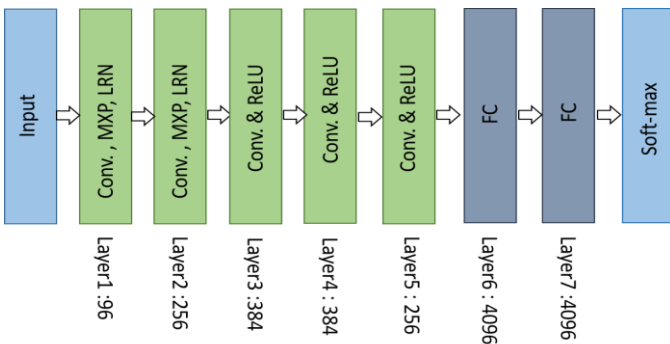 Input
Conv. , MXP, LRN
Conv. , MXP, LRN
Conv. & ReLU
Conv. & ReLU
Conv. & ReLU
FC
FC
Soft-max
Layer1 :96
Layer2 :256
Layer3 :384
Layer4 : 384
Layer5 : 256
Layer6 : 4096
Layer7 :4096